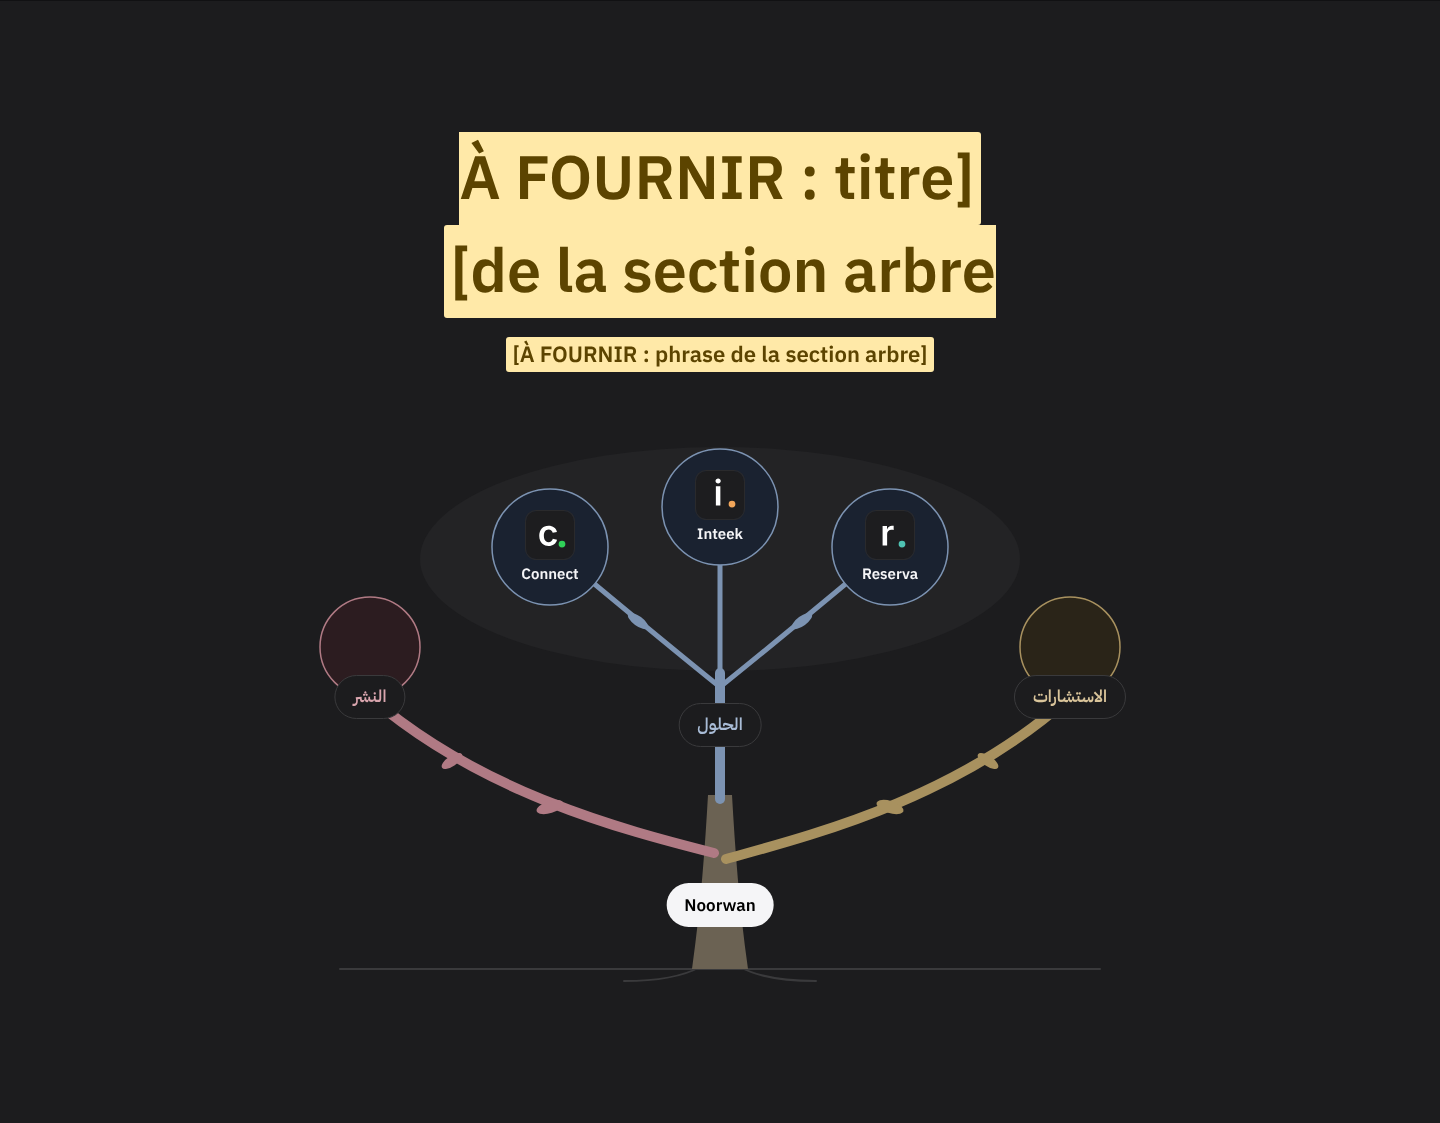 À FOURNIR : titre]
[de la section arbre
[À FOURNIR : phrase de la section arbre]
i.
Inteek
c.
Connect
r.
Reserva
النشر
الاستشارات
الحلول
Noorwan